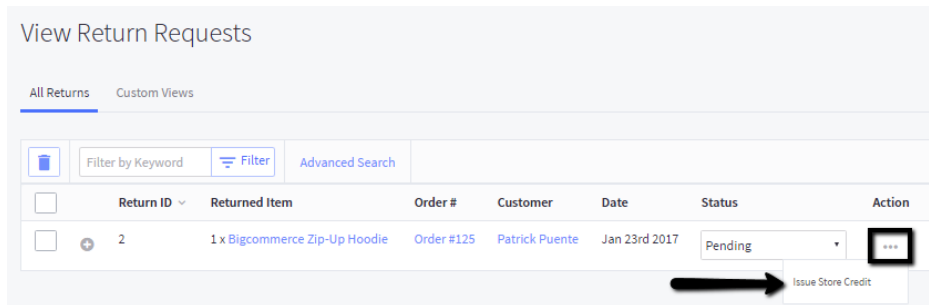 View Return Requests
All Returns Custom Views
Filter by Keyword Filter Advanced Search
Return ID Returned Item Order # Customer Date Status Action
2 1 x Bigcommerce Zip-Up Hoodie Order #125 Patrick Puente Jan 23rd 2017 Pending
Issue Store Credit